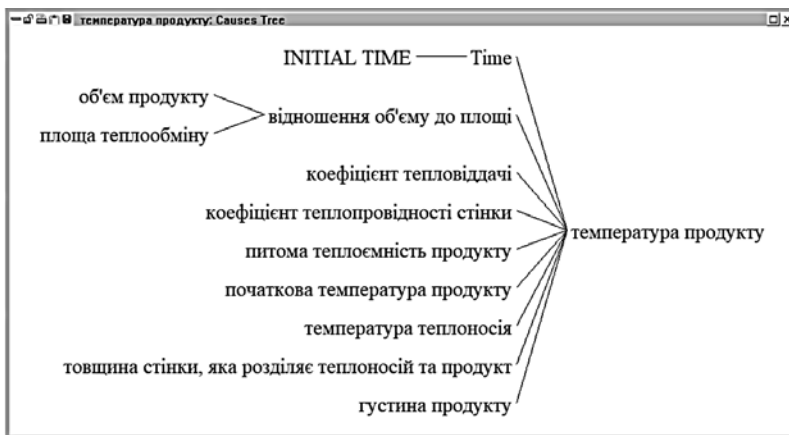 температура продукту: Causes Tree
INITIAL TIME
Time
об'єм продукту
площа теплообміну
відношення об'єму до площі
коефіцієнт тепловіддачі
коефіцієнт теплопровідності стінки
питома теплоємність продукту
початкова температура продукту
температура теплоносія
товщина стінки, яка розділяє теплоносій та продукт
густина продукту
температура продукту